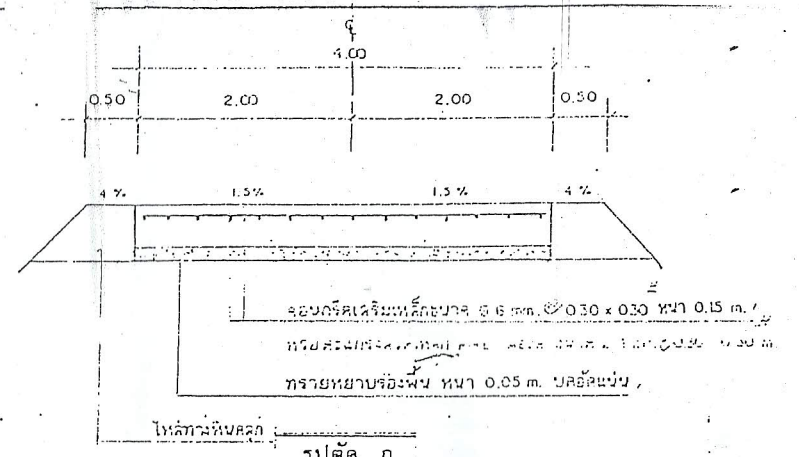 ℄
4.00
0.50 2.00 2.00 0.50
4 % 1.5% 1.5 % 4 %
คอนกรีตเสริมเหล็กขนาด 6 mm. @ 0.30 x 0.30 หนา 0.15 m.
ทรายหยาบรองพื้น หนา 0.05 m. บดอัดแน่น
ไหล่ทางหินคลุก
รูปตัด ก